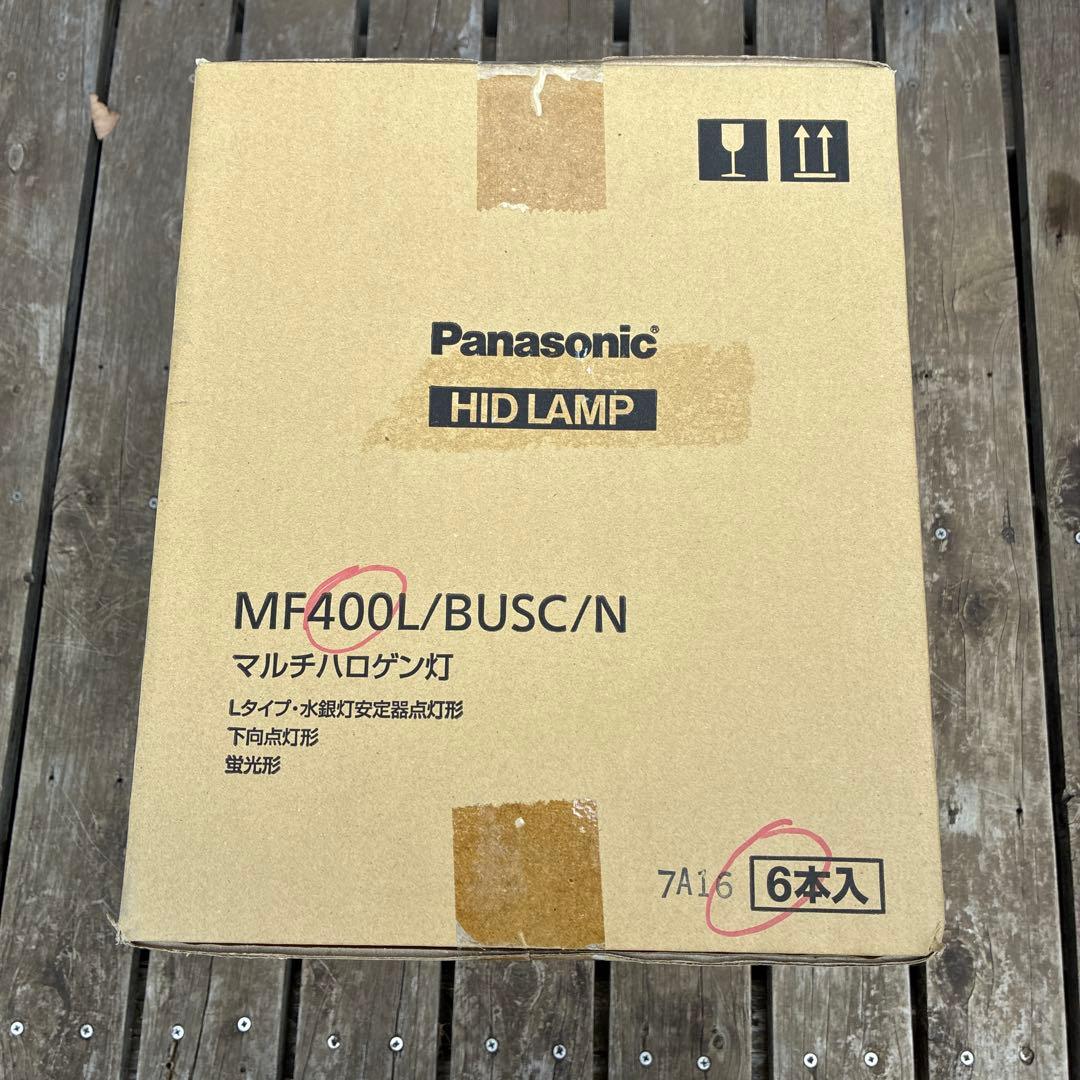 Panasonic®
HID LAMP
MF400L/BUSC/N
マルチハロゲン灯
Lタイプ・水銀灯安定器点灯形
下向点灯形
蛍光形
7A16 6本入